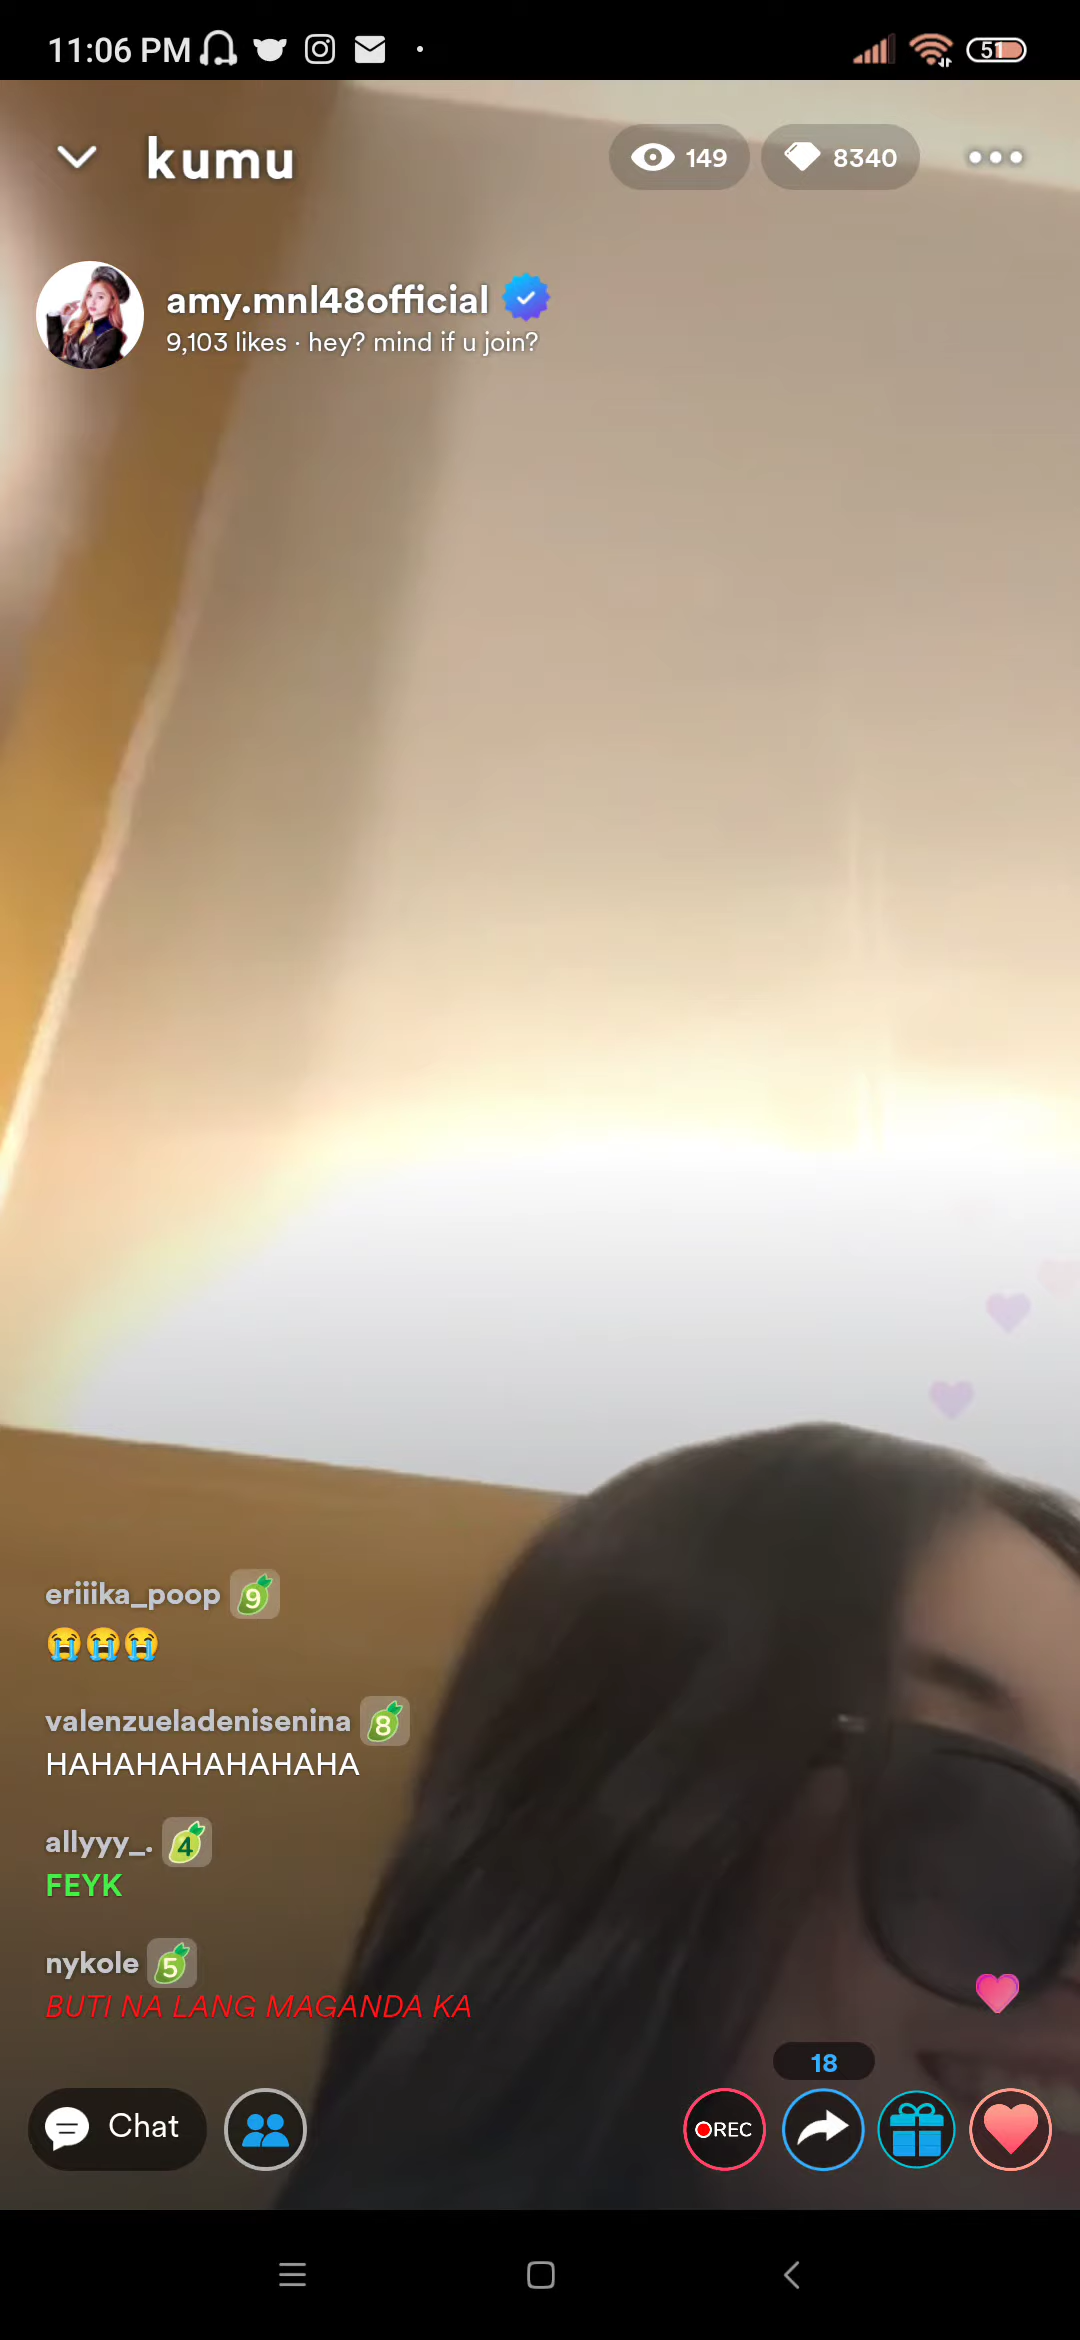 11:06 PM
51
kumu
149
8340
amy.mnl48official
9,103 likes · hey? mind if u join?
eriiika_poop 9
😭😭😭
valenzueladenisenina 8
HAHAHAHAHAHAHA
allyyy_. 4
FEYK
nykole 5
BUTI NA LANG MAGANDA KA
18
Chat
REC